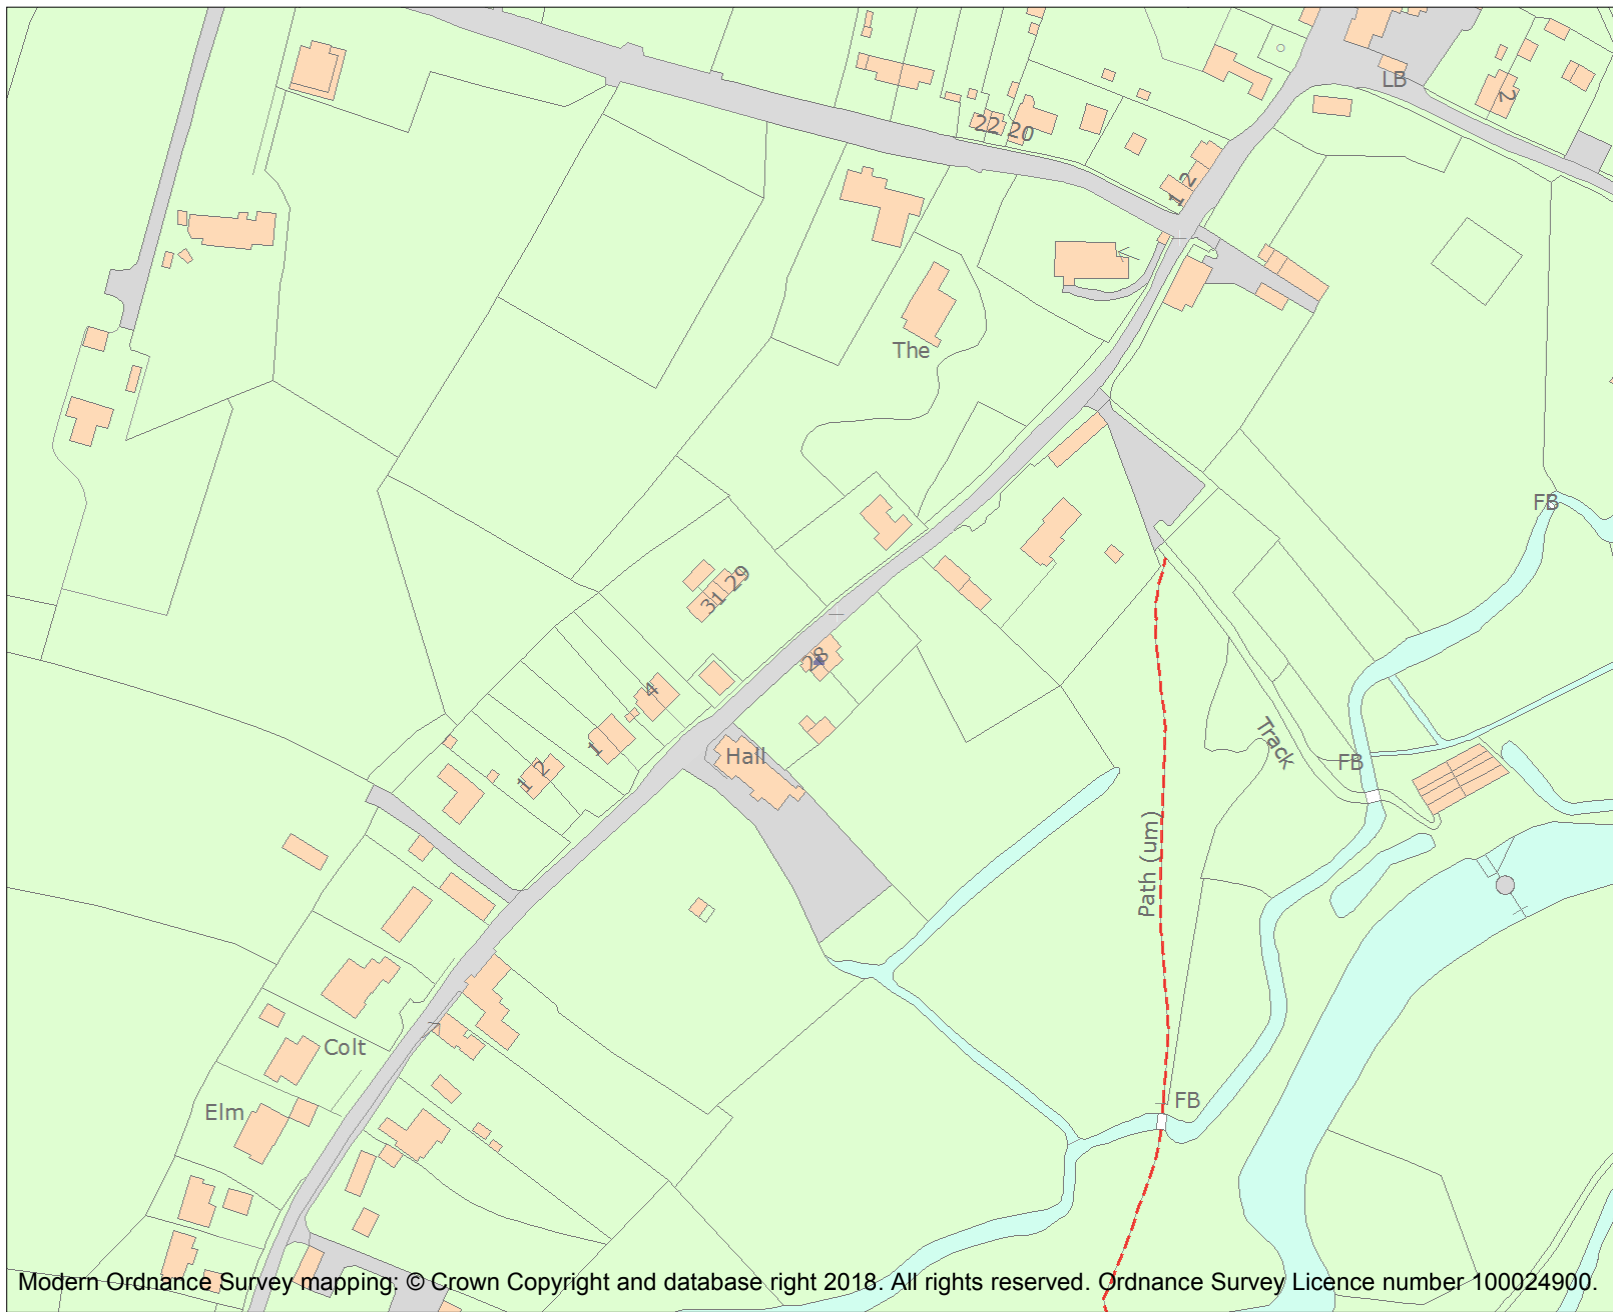 LB
2
22 20
1 2
The
FB
31 29
28
4
1
1 2
Hall
Track
FB
Path (um)
Colt
Elm
FB
Modern Ordnance Survey mapping: © Crown Copyright and database right 2018. All rights reserved. Ordnance Survey Licence number 100024900.